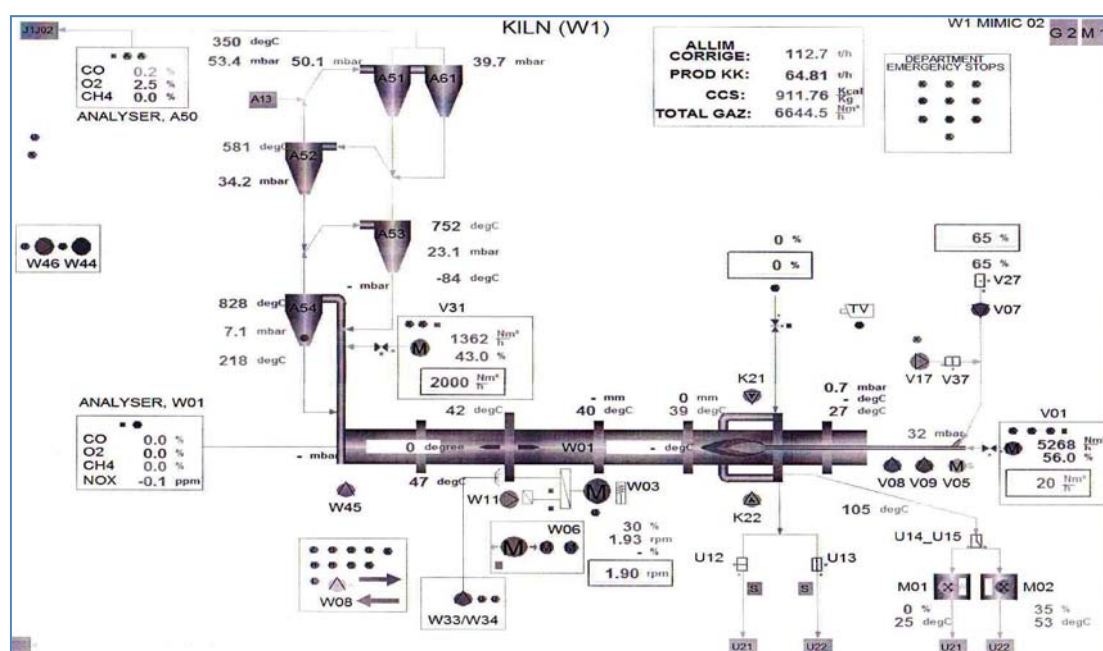 KILN (W1)
W1 MIMIC 02
J1J02
G 2
M 1
CO 0.2 %
O2 2.5 %
CH4 0.0 %
ANALYSER, A50
350 degC
53.4 mbar
50.1 mbar
A51
A61
39.7 mbar
A13
ALLIM CORRIGE: 112.7 t/h
PROD KK: 64.81 t/h
CCS: 911.76 Kcal/Kg
TOTAL GAZ: 6644.5 Nm³/h
DEPARTMENT
EMERGENCY STOPS
581 degC
A52
34.2 mbar
W46 W44
A53
752 degC
23.1 mbar
-84 degC
- mbar
0 %
0 %
65 %
65 %
V27
V07
TV
V17 V37
828 degC
A54
7.1 mbar
218 degC
V31
M
1362 Nm³/h
43.0 %
2000 Nm³/h
K21
0.7 mbar
- degC
27 degC
ANALYSER, W01
CO 0.0 %
O2 0.0 %
CH4 0.0 %
NOX -0.1 ppm
- mbar
42 degC
- mm
40 degC
0 mm
39 degC
0 degree
W01
- degC
32 mbar
V01
M
5268 Nm³/h
56.0 %
20 Nm³/h
47 degC
W45
W11
M
W03
K22
V08 V09 V05
M
105 degC
W06
M
M
M
30 %
1.93 rpm
- %
1.90 rpm
W08
W33/W34
U12
U13
S
S
U14_U15
M01
M02
0 %
25 degC
35 %
53 degC
U21
U22
U21
U22